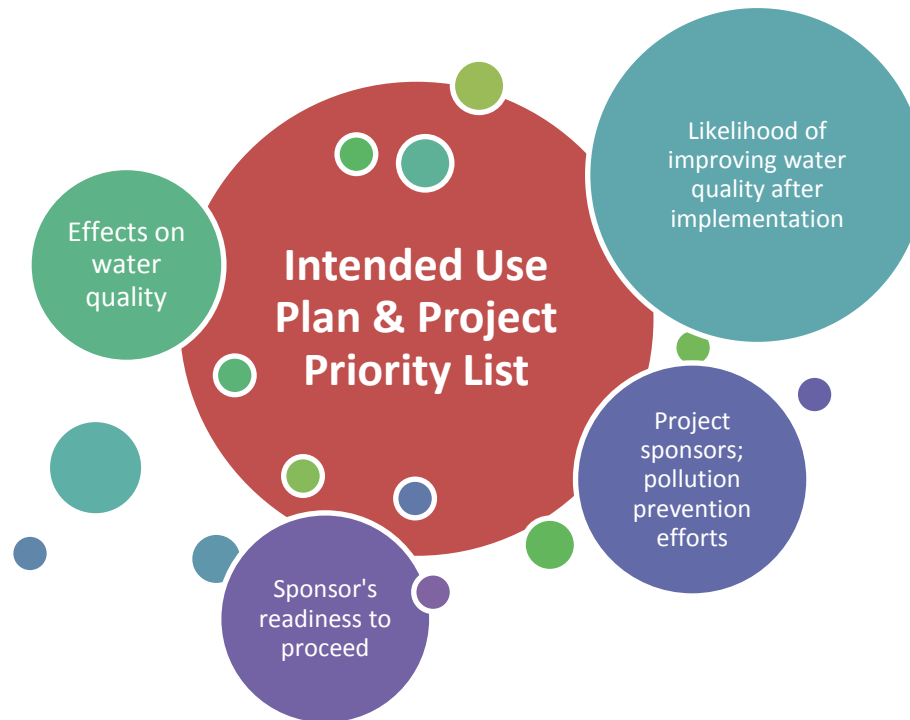 Likelihood of
improving water
quality after
implementation
Effects on
water
quality
Intended Use
Plan & Project
Priority List
Project
sponsors;
pollution
prevention
efforts
Sponsor's
readiness to
proceed